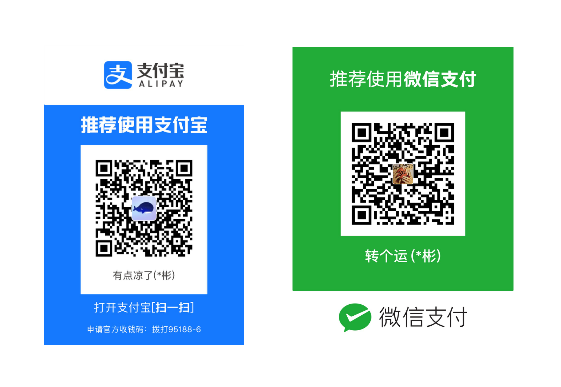 支付宝
ALIPAY
推荐使用支付宝
有点凉了(*彬)
打开支付宝[扫一扫]
申请官方收钱码：拨打95188-6
推荐使用微信支付
转个运 (*彬)
微信支付